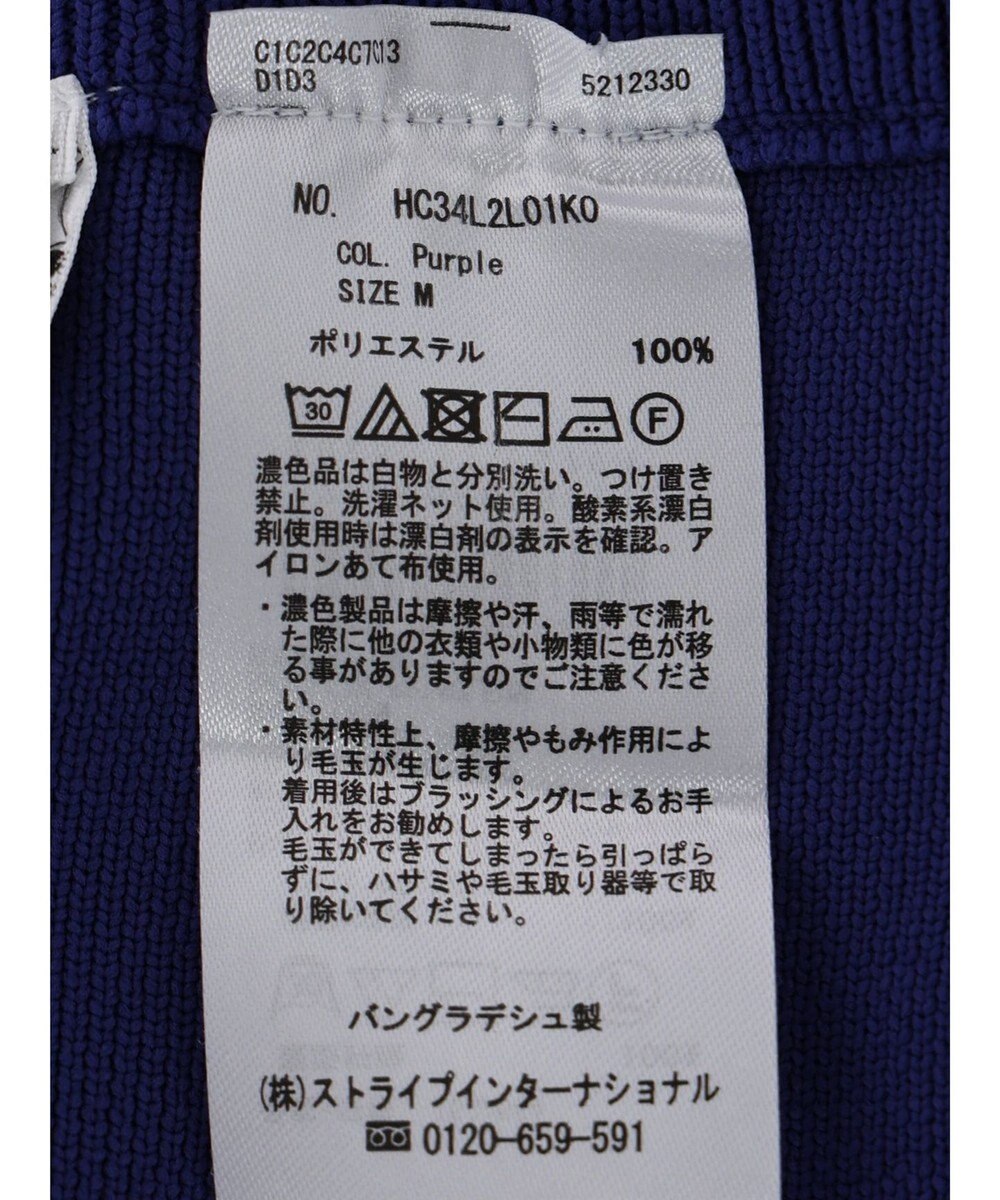 C1C2C4C7C13
D1D3
5212330
NO. HC34L2L01K0
COL. Purple
SIZE M
ポリエステル 100%
30 F
濃色品は白物と分別洗い。つけ置き
禁止。洗濯ネット使用。酸素系漂白
剤使用時は漂白剤の表示を確認。ア
イロンあて布使用。
・濃色製品は摩擦や汗、雨等で濡れ
た際に他の衣類や小物類に色が移
る事がありますのでご注意くださ
い。
・素材特性上、摩擦やもみ作用によ
り毛玉が生じます。
着用後はブラッシングによるお手
入れをお勧めします。
毛玉ができてしまったら引っぱら
ずに、ハサミや毛玉取り器等で取
り除いてください。
バングラデシュ製
(株)ストライプインターナショナル
0120-659-591